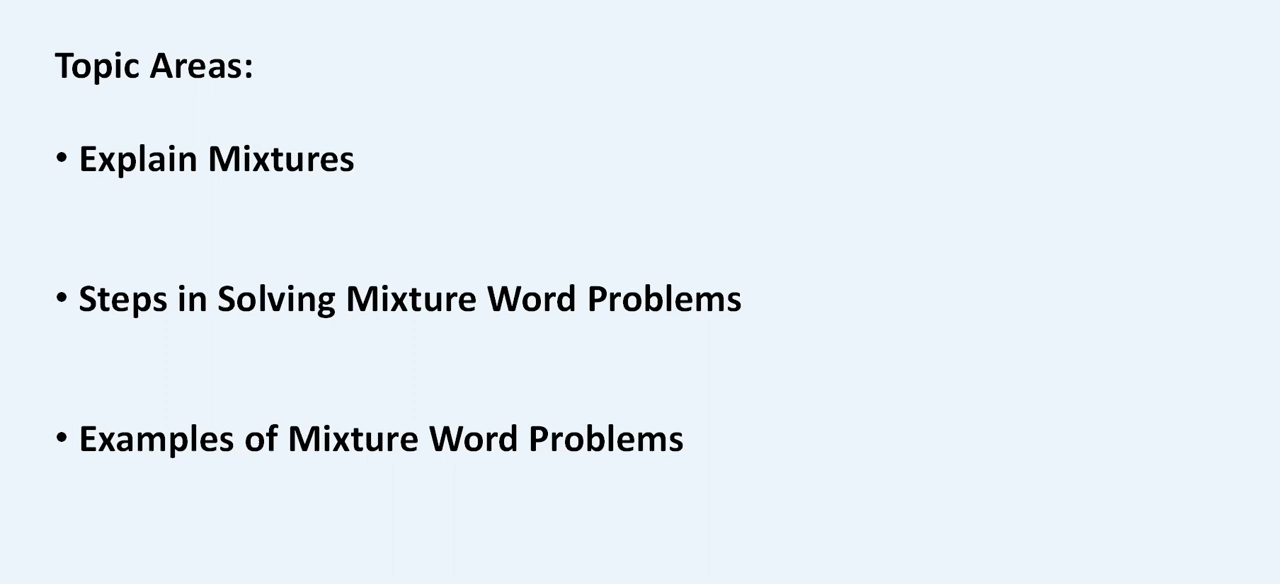 Topic Areas:
• Explain Mixtures
• Steps in Solving Mixture Word Problems
• Examples of Mixture Word Problems